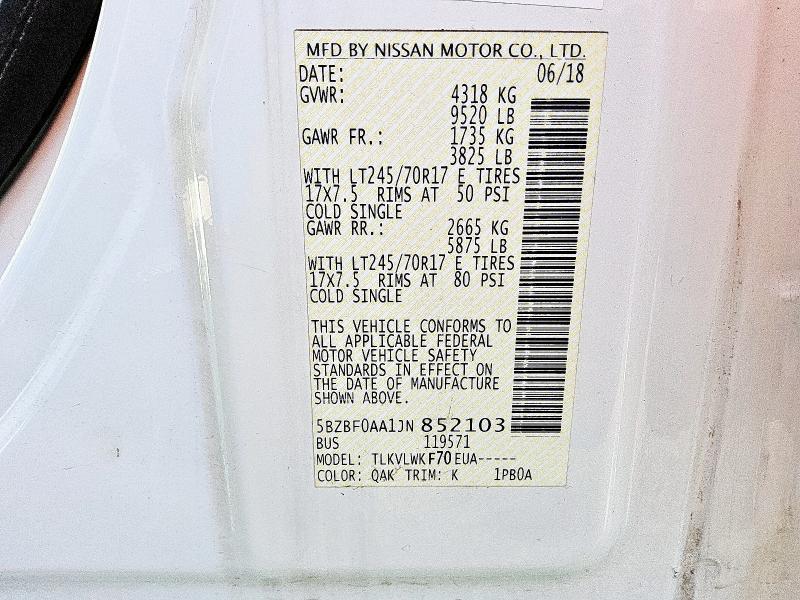 MFD BY NISSAN MOTOR CO., LTD.
DATE: 06/18
GVWR: 4318 KG
9520 LB
GAWR FR.: 1735 KG
3825 LB
WITH LT245/70R17 E TIRES
17X7.5 RIMS AT 50 PSI
COLD SINGLE
GAWR RR.: 2665 KG
5875 LB
WITH LT245/70R17 E TIRES
17X7.5 RIMS AT 80 PSI
COLD SINGLE
THIS VEHICLE CONFORMS TO
ALL APPLICABLE FEDERAL
MOTOR VEHICLE SAFETY
STANDARDS IN EFFECT ON
THE DATE OF MANUFACTURE
SHOWN ABOVE.
5BZBF0AA1JN 852103
BUS 119571
MODEL: TLKVLWKF70EUA-----
COLOR: QAK TRIM: K 1PB0A